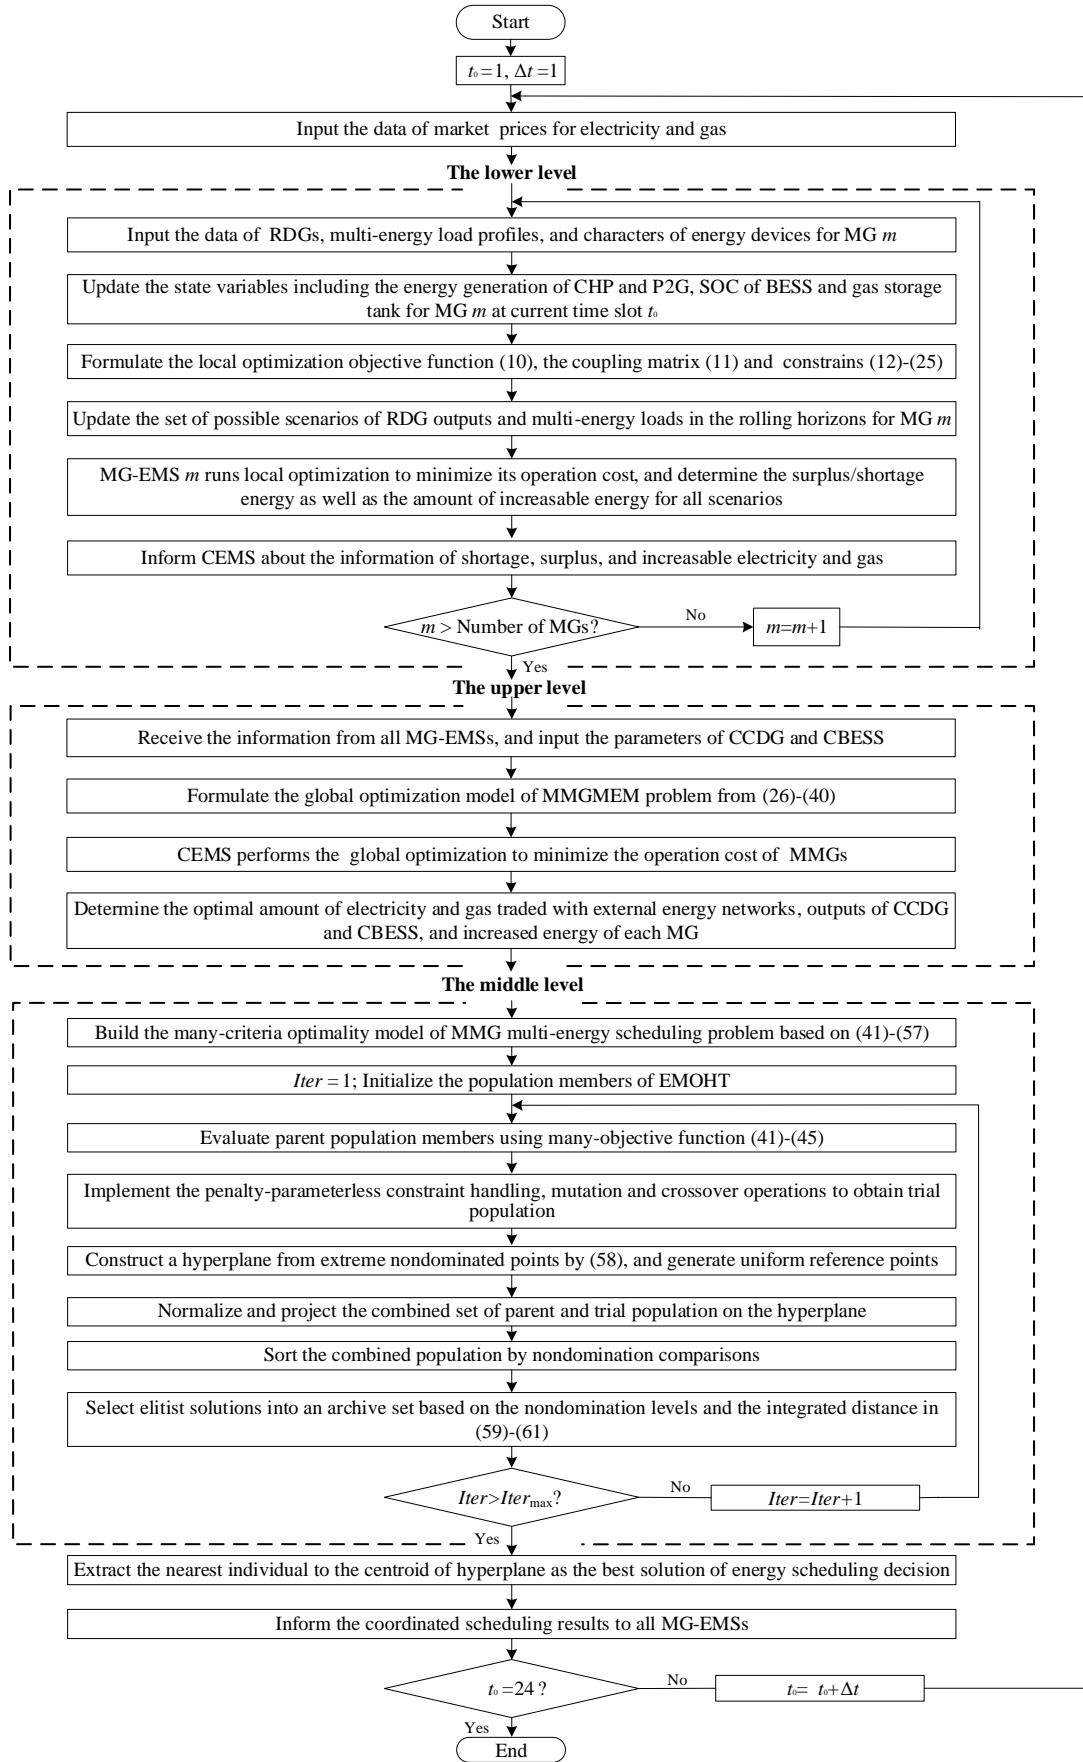 Start
t₀ =1, Δt =1
Input the data of market prices for electricity and gas
The lower level
Input the data of RDGs, multi-energy load profiles, and characters of energy devices for MG m
Update the state variables including the energy generation of CHP and P2G, SOC of BESS and gas storage
tank for MG m at current time slot t₀
Formulate the local optimization objective function (10), the coupling matrix (11) and constrains (12)-(25)
Update the set of possible scenarios of RDG outputs and multi-energy loads in the rolling horizons for MG m
MG-EMS m runs local optimization to minimize its operation cost, and determine the surplus/shortage
energy as well as the amount of increasable energy for all scenarios
Inform CEMS about the information of shortage, surplus, and increasable electricity and gas
m > Number of MGs?
No
m=m+1
Yes
The upper level
Receive the information from all MG-EMSs, and input the parameters of CCDG and CBESS
Formulate the global optimization model of MMGMEM problem from (26)-(40)
CEMS performs the global optimization to minimize the operation cost of MMGs
Determine the optimal amount of electricity and gas traded with external energy networks, outputs of CCDG
and CBESS, and increased energy of each MG
The middle level
Build the many-criteria optimality model of MMG multi-energy scheduling problem based on (41)-(57)
Iter = 1; Initialize the population members of EMOHT
Evaluate parent population members using many-objective function (41)-(45)
Implement the penalty-parameterless constraint handling, mutation and crossover operations to obtain trial
population
Construct a hyperplane from extreme nondominated points by (58), and generate uniform reference points
Normalize and project the combined set of parent and trial population on the hyperplane
Sort the combined population by nondomination comparisons
Select elitist solutions into an archive set based on the nondomination levels and the integrated distance in
(59)-(61)
Iter>Itermax?
No
Iter=Iter+1
Yes
Extract the nearest individual to the centroid of hyperplane as the best solution of energy scheduling decision
Inform the coordinated scheduling results to all MG-EMSs
t₀ =24 ?
No
t₀= t₀+Δt
Yes
End